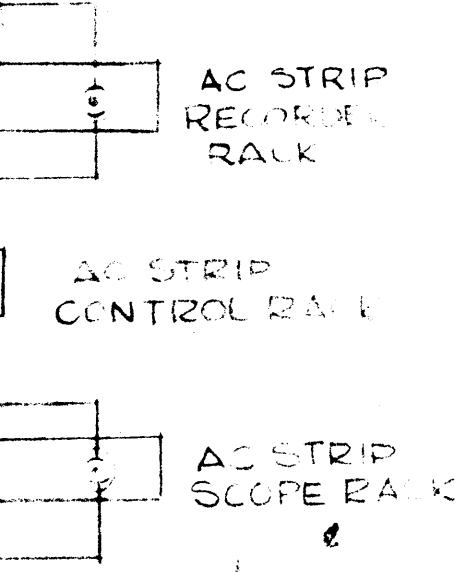 AC STRIP
RECORDER
RACK
AC STRIP
CONTROL RACK
AC STRIP
SCOPE RACK